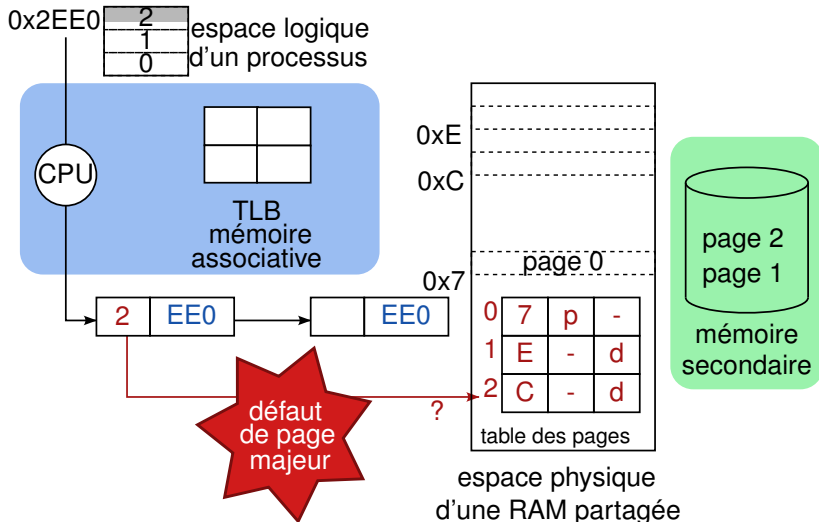 0x2EE0
2
1
0
espace logique
d'un processus
CPU
TLB
mémoire
associative
0xE
0xC
0x7
page 0
page 2
page 1
mémoire
secondaire
2 EE0
EE0
0 7 p -
1 E - d
2 C - d
?
table des pages
défaut
de page
majeur
espace physique
d'une RAM partagée